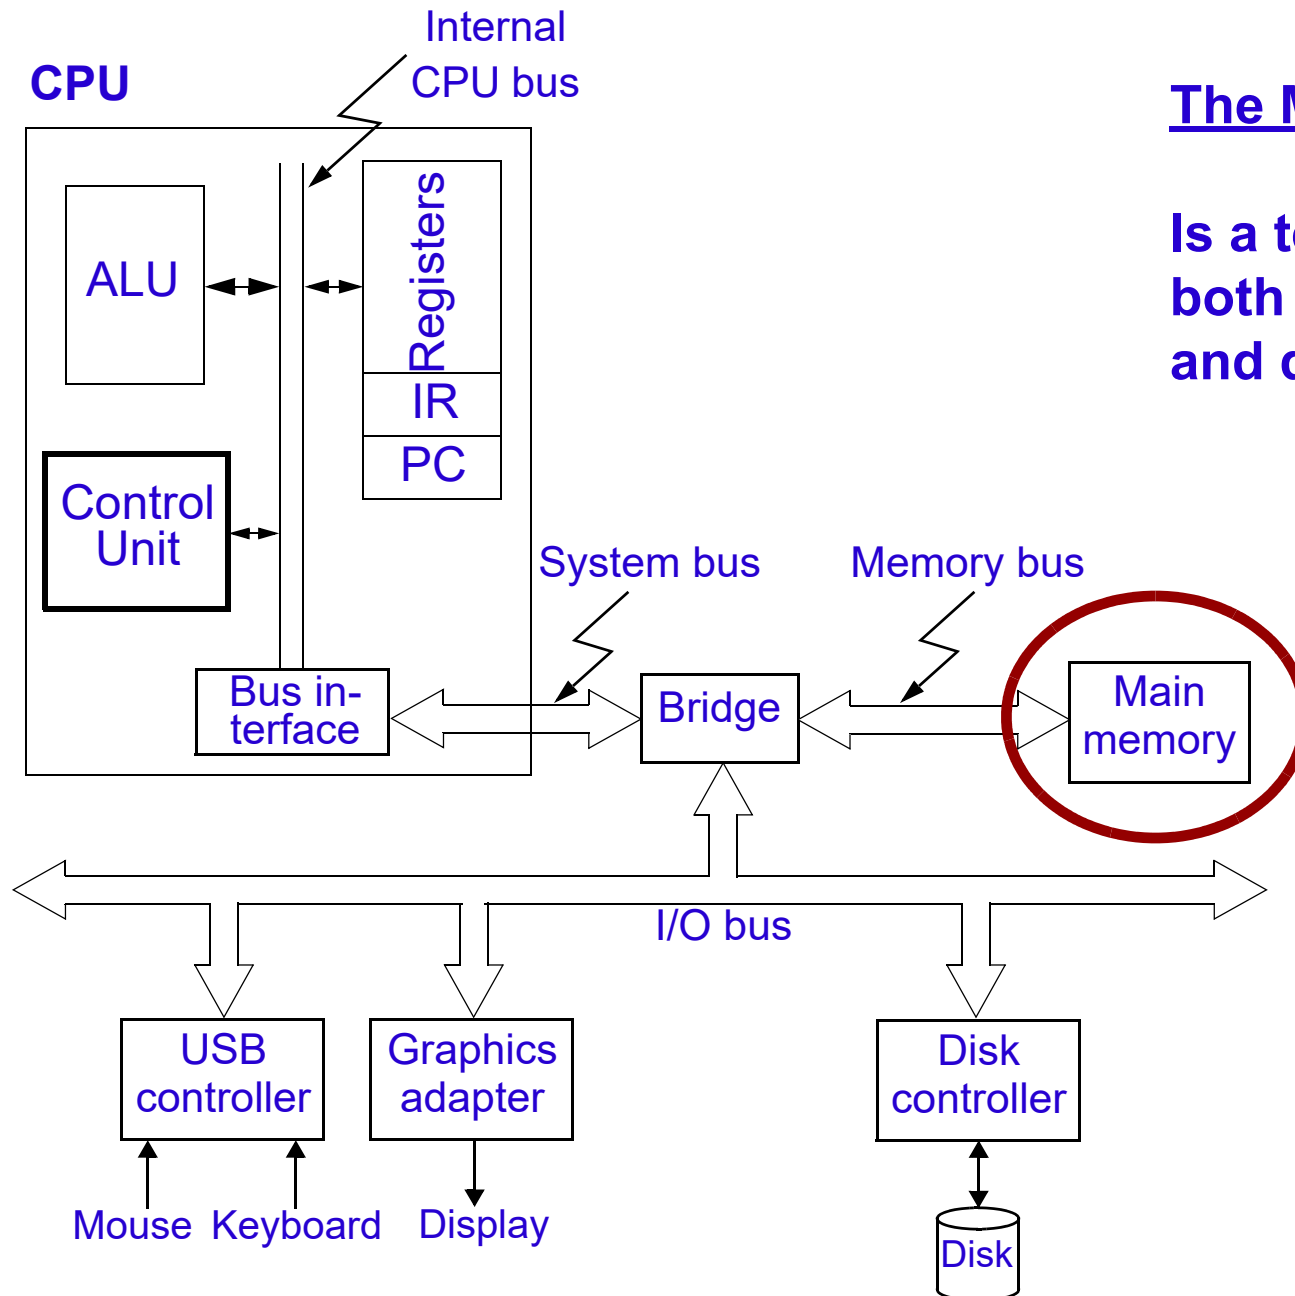 Internal
CPU bus
CPU
The
Is a
both
and
ALU
Registers
IR
PC
Control
Unit
System bus
Memory bus
Bus in-
terface
Bridge
Main
memory
I/O bus
USB
controller
Graphics
adapter
Disk
controller
Mouse
Keyboard
Display
Disk